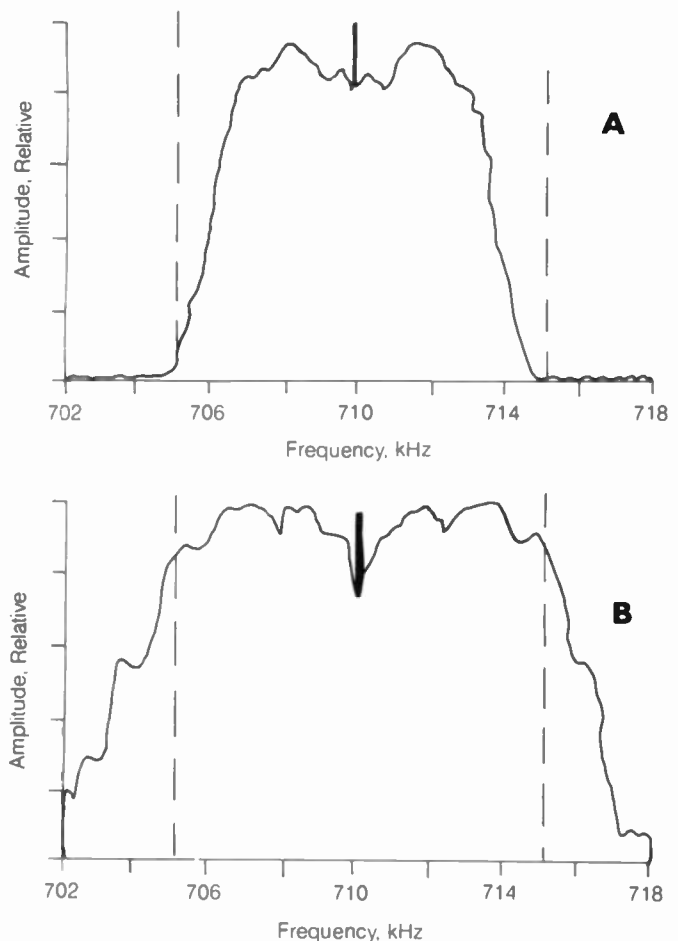 Amplitude, Relative
A
702 706 710 714 718
Frequency, kHz
Amplitude, Relative
B
702 706 710 714 718
Frequency, kHz